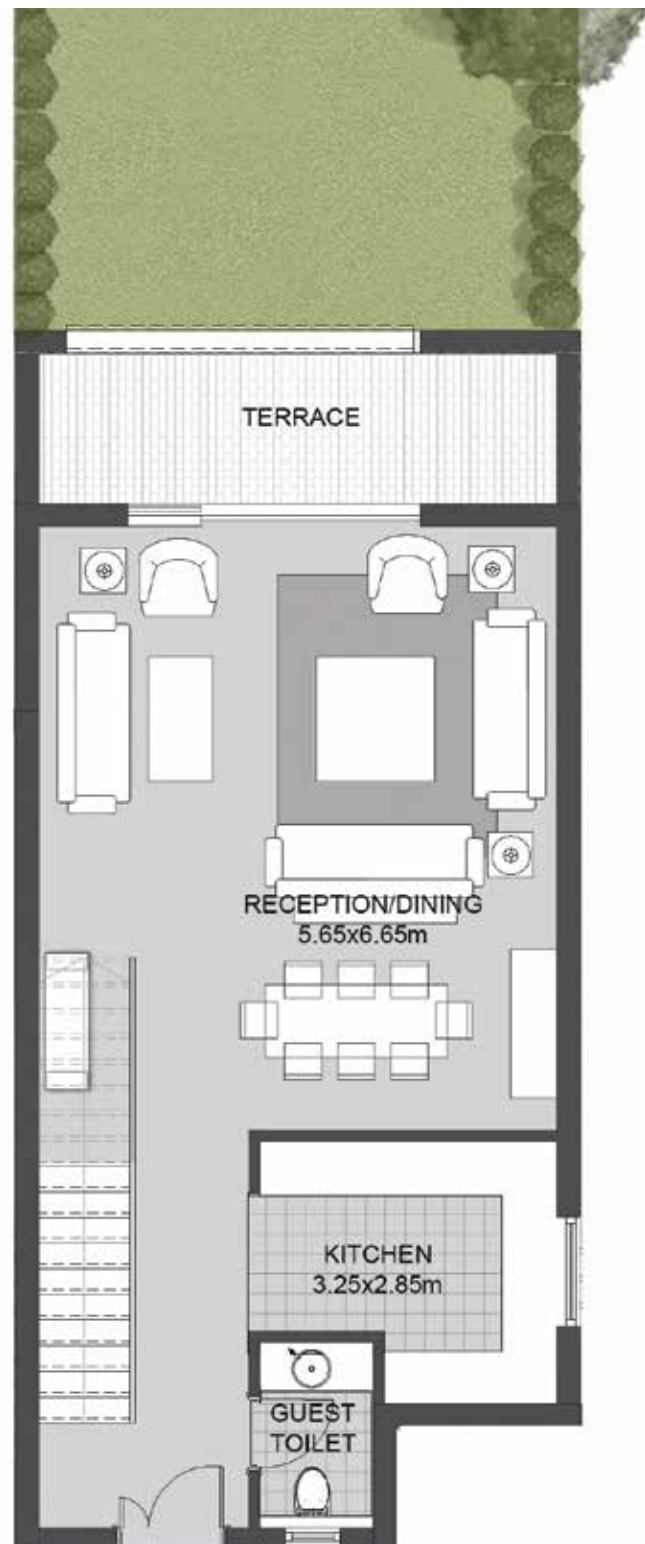 TERRACE
RECEPTION/DINING
5.65x6.65m
KITCHEN
3.25x2.85m
GUEST
TOILET